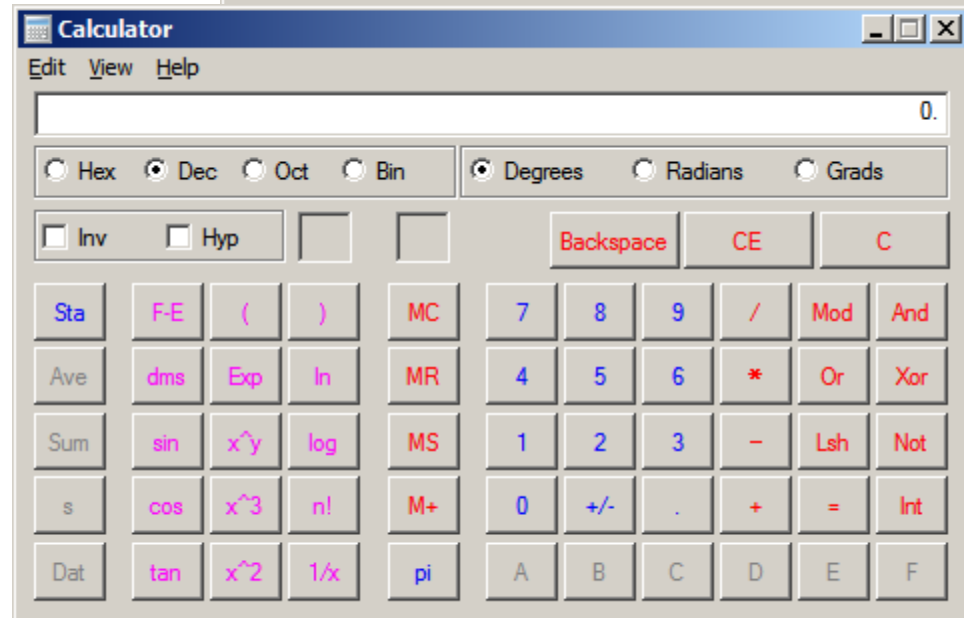 Calculator
Edit View Help
0.
Hex Dec Oct Bin Degrees Radians Grads
Inv Hyp Backspace CE C
Sta F-E ( ) MC 7 8 9 / Mod And
Ave dms Exp ln MR 4 5 6 * Or Xor
Sum sin x^y log MS 1 2 3 - Lsh Not
s cos x^3 n! M+ 0 +/- . + = Int
Dat tan x^2 1/x pi A B C D E F